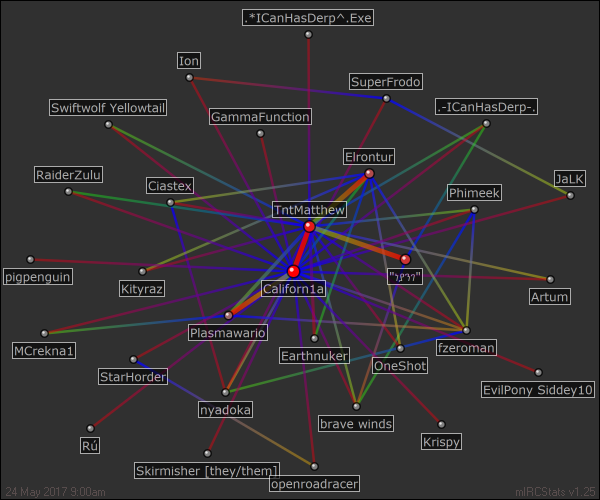 .*ICanHasDerp^.Exe
Ion
SuperFrodo
Swiftwolf Yellowtail
GammaFunction
.-ICanHasDerp-.
Elrontur
RaiderZulu
Ciastex
JaLK
Phimeek
TntMatthew
pigpenguin
Kityraz
Californ1a
Artum
Plasmawario
MCrekna1
Earthnuker
fzeroman
StarHorder
OneShot
EvilPony Siddey10
nyadoka
brave winds
Rú
Krispy
Skirmisher [they/them]
openroadracer
24 May 2017 9:00am
mIRCStats v1.25